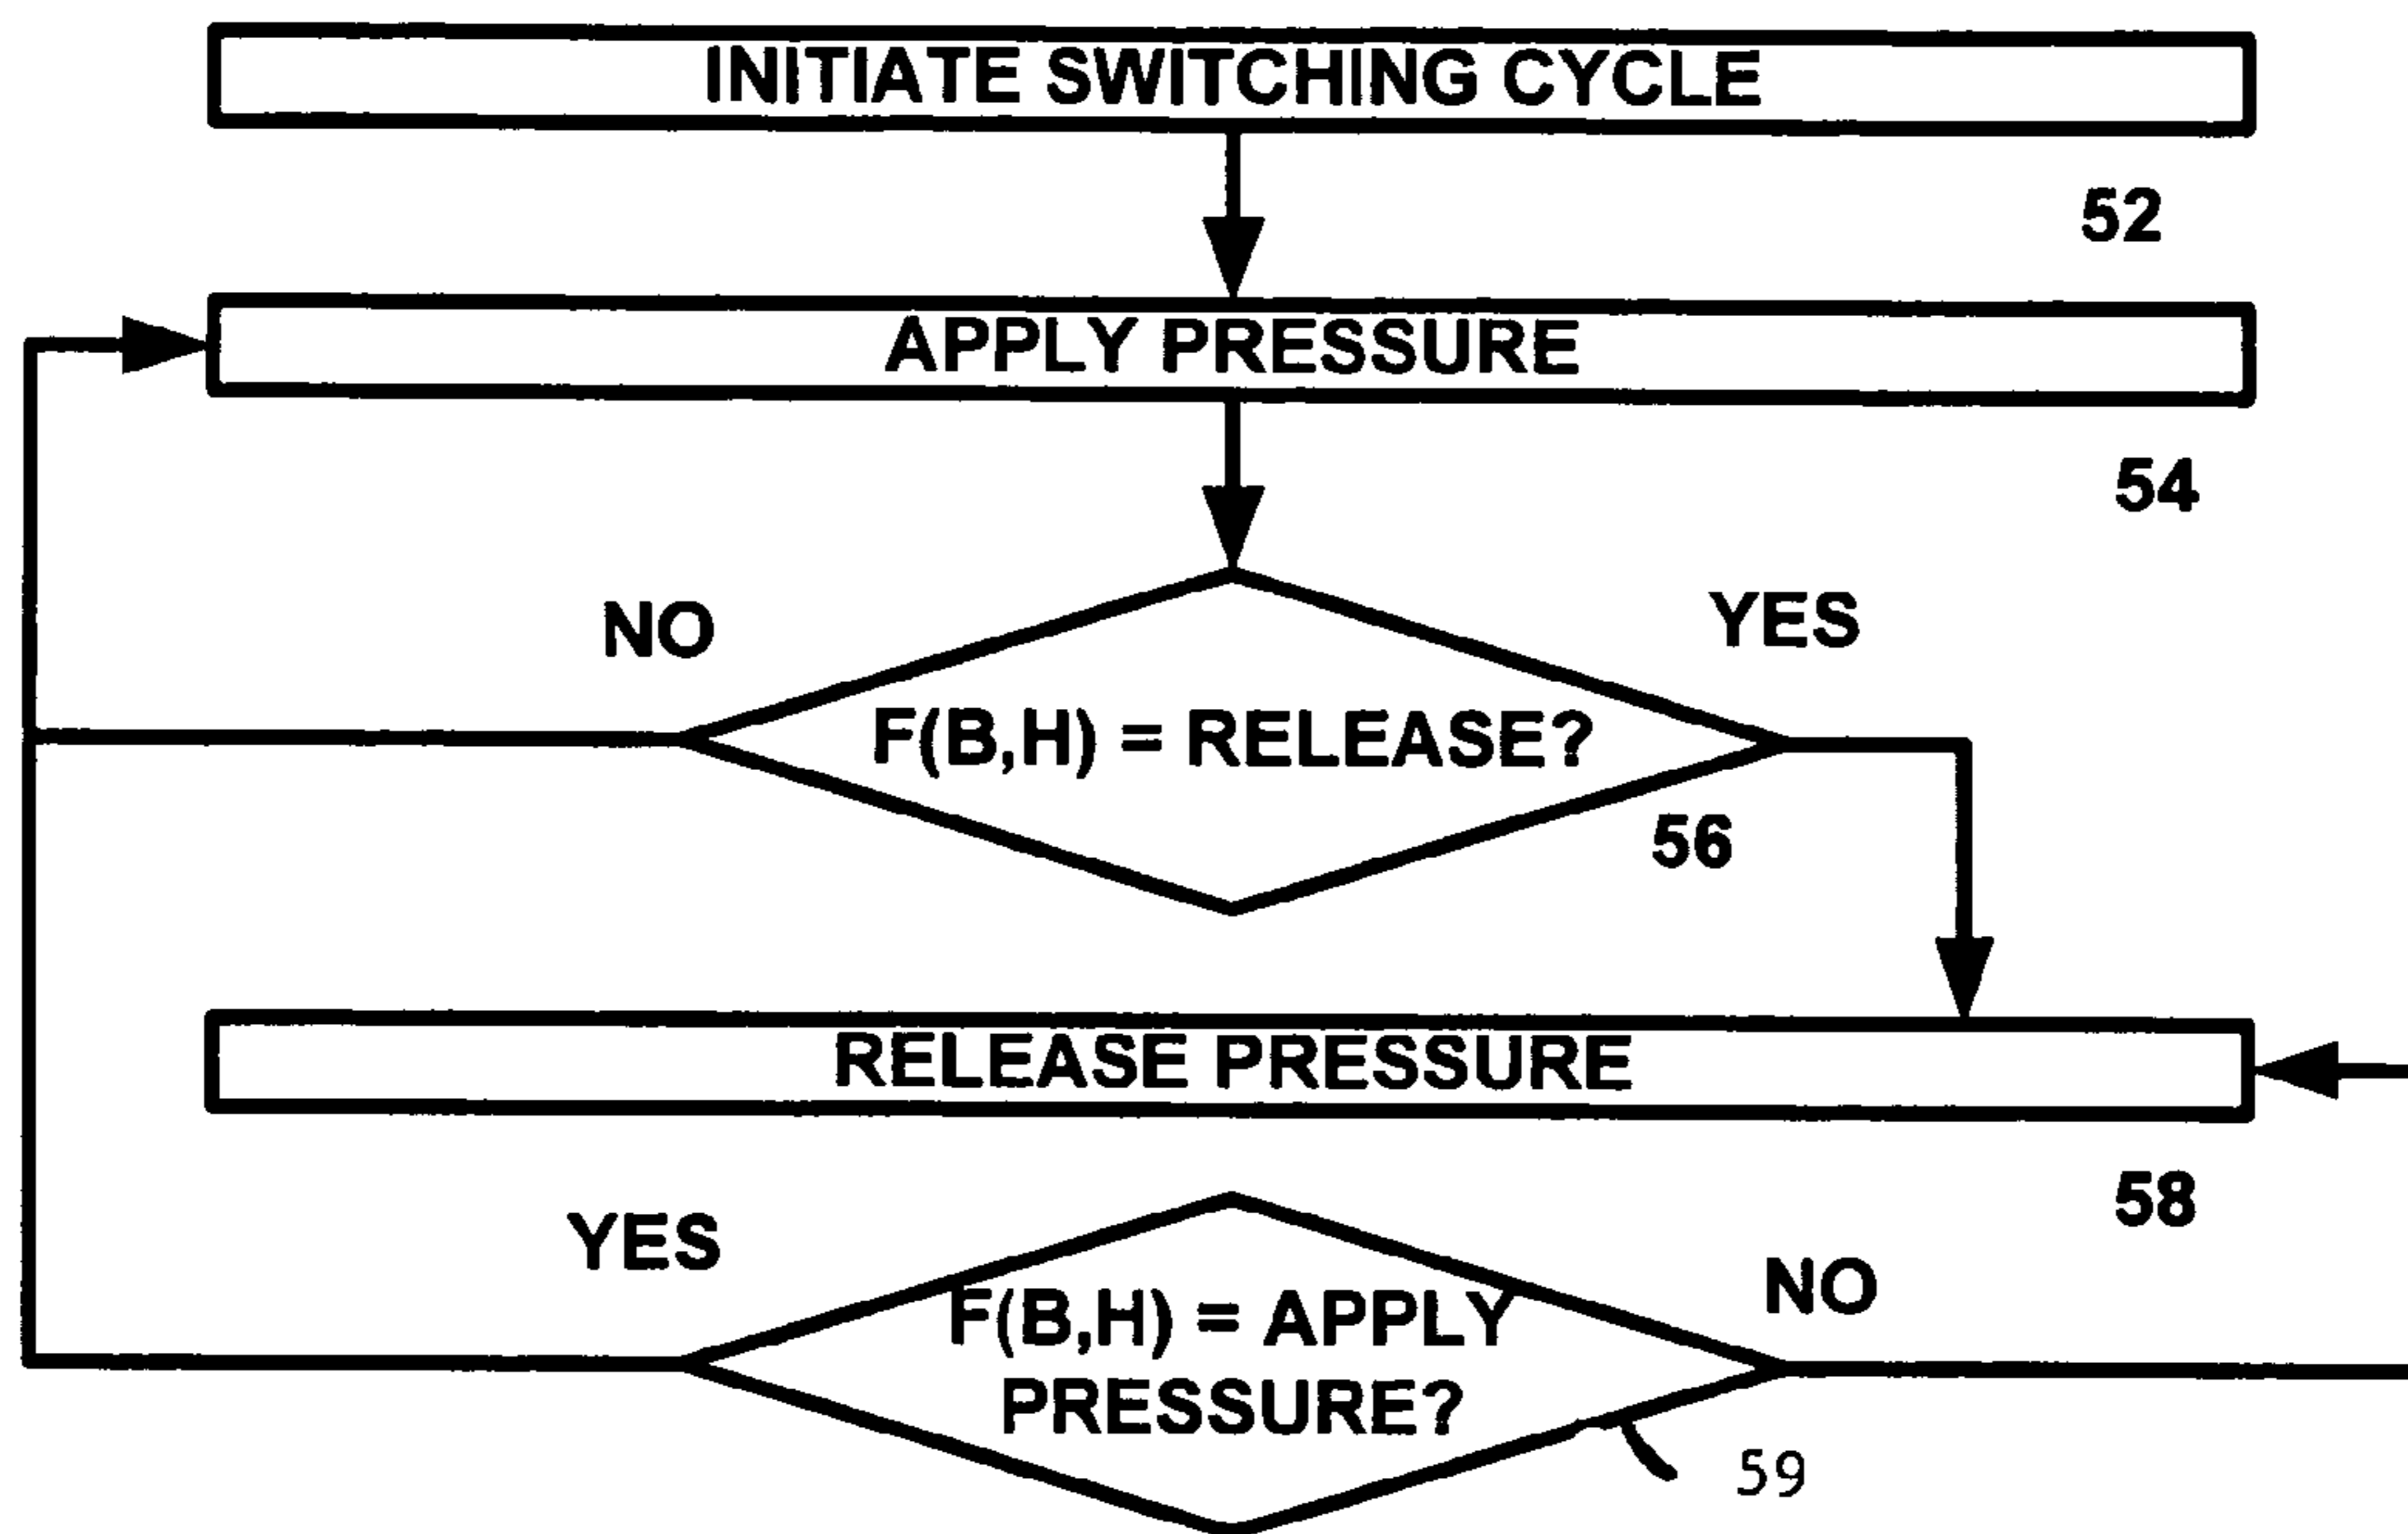 INITIATE SWITCHING CYCLE
52
APPLY PRESSURE
54
NO
YES
F(B,H) = RELEASE?
56
RELEASE PRESSURE
58
YES
NO
F(B,H) = APPLY
PRESSURE?
59